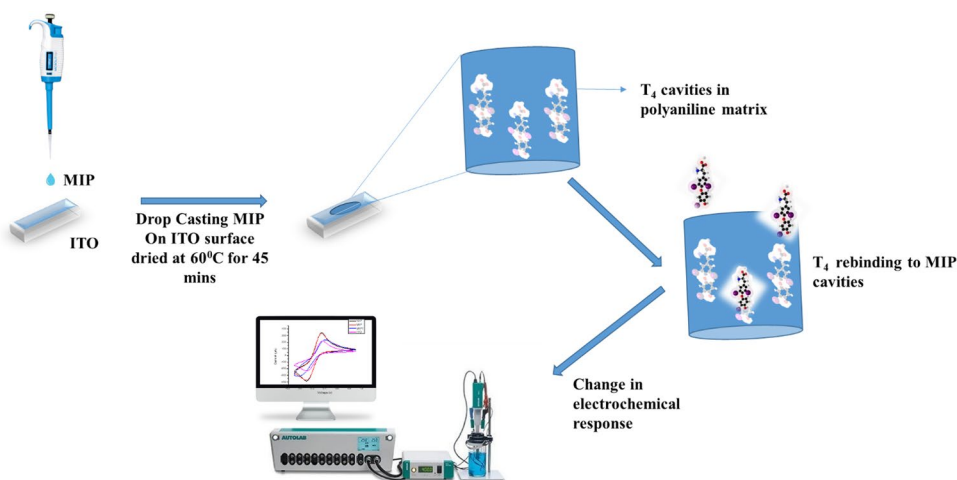 T₄ cavities in
polyaniline matrix
MIP
ITO
Drop Casting MIP
On ITO surface
dried at 60⁰C for 45
mins
T₄ rebinding to MIP
cavities
Change in
electrochemical
response
AUTOLAB